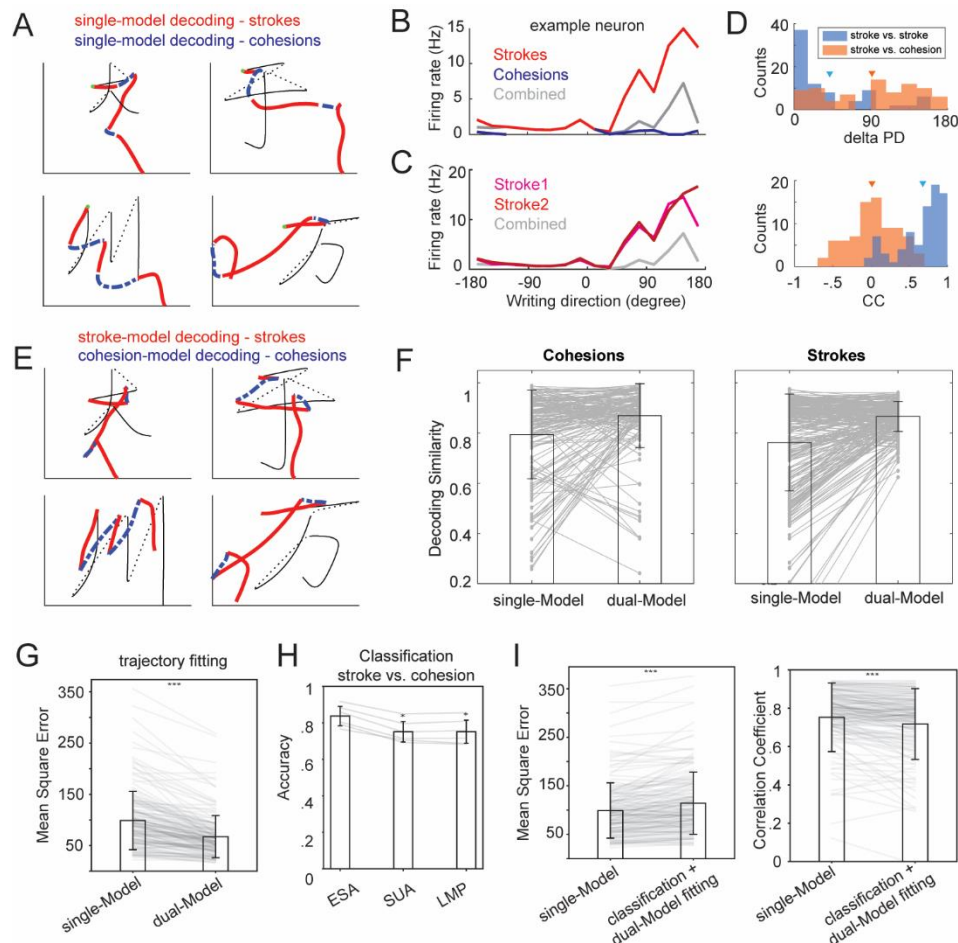 A
single-model decoding - strokes
single-model decoding - cohesions
B
example neuron
Firing rate (Hz)
15
10
5
0
Strokes
Cohesions
Combined
C
Firing rate (Hz)
20
10
0
Stroke1
Stroke2
Combined
-180 -90 0 90 180
Writing direction (degree)
D
Counts
40
20
0
stroke vs. stroke
stroke vs. cohesion
0 90 180
delta PD
Counts
20
10
0
-1 -.5 0 .5 1
CC
E
stroke-model decoding - strokes
cohesion-model decoding - cohesions
F
Cohesions
Strokes
Decoding Similarity
1
0.8
0.6
0.4
0.2
single-Model dual-Model
single-Model dual-Model
G
trajectory fitting
***
Mean Square Error
350
250
150
100
50
single-Model
dual-Model
H
Classification
stroke vs. cohesion
Accuracy
1
.8
.6
.4
.2
0
* *
ESA
SUA
LMP
I
***
Mean Square Error
350
250
150
100
50
single-Model
classification +
dual-Model fitting
***
Correlation Coefficient
1
.8
.6
.4
.2
0
single-Model
classification +
dual-Model fitting